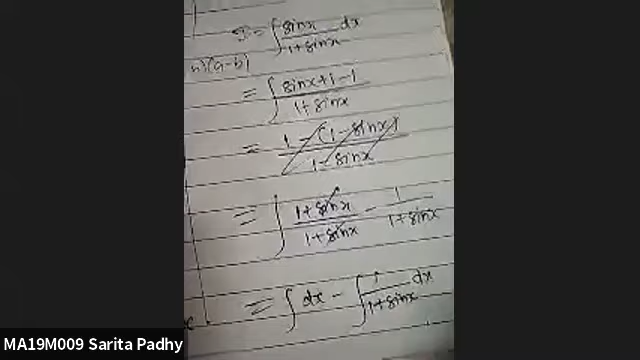 I = ∫ sinx / 1+sinx dx
= ∫ sinx+1-1 / 1+sinx
= 1-(1-sinx) / 1-sinx
= ∫ 1+sinx / 1+sinx - 1 / 1+sinx
= ∫ dx - ∫ 1 / 1+sinx dx
MA19M009 Sarita Padhy